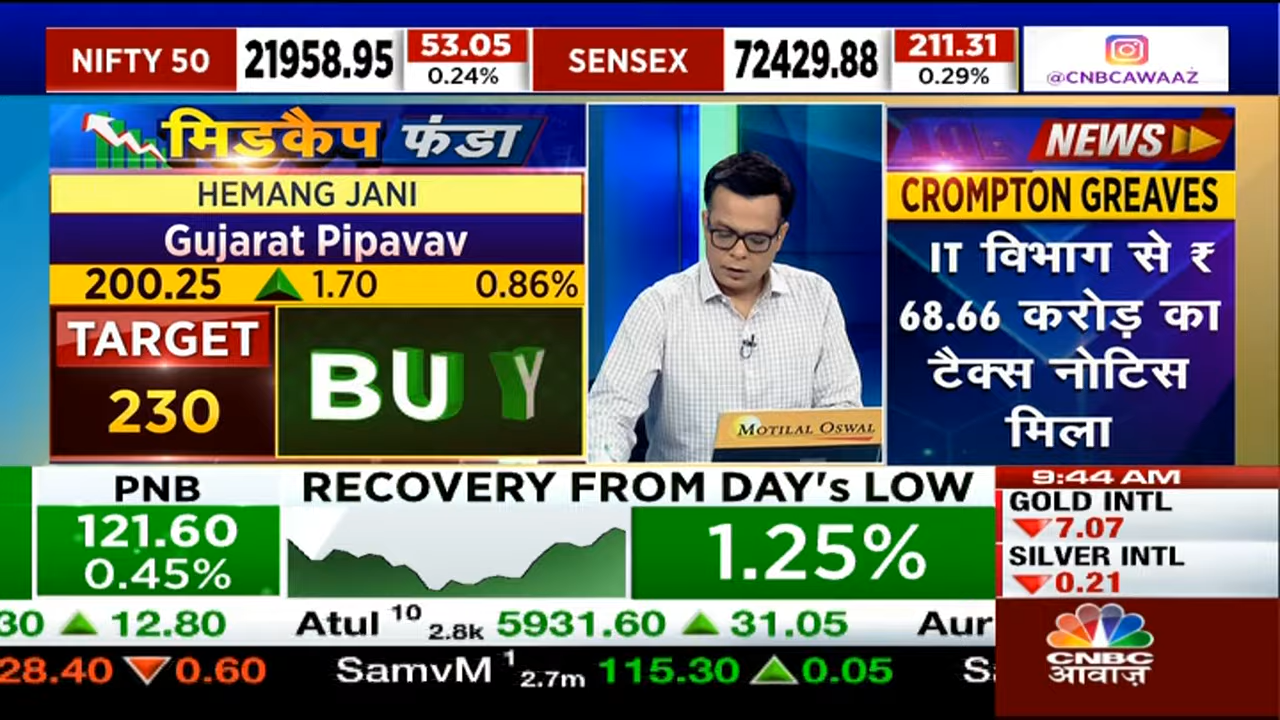 NIFTY 50 21958.95 53.05 0.24% SENSEX 72429.88 211.31 0.29% @CNBCAWAAZ
मिडकैप फंडा
HEMANG JANI
Gujarat Pipavav
200.25 1.70 0.86%
TARGET
230
BUY
MOTILAL OSWAL
NEWS
CROMPTON GREAVES
IT विभाग से ₹
68.66 करोड़ का
टैक्स नोटिस
मिला
PNB
121.60
0.45%
RECOVERY FROM DAY's LOW
1.25%
9:44 AM
GOLD INTL
7.07
SILVER INTL
0.21
30 12.80 Atul 10 2.8k 5931.60 31.05 Aur
28.40 0.60 SamvM 1 2.7m 115.30 0.05 Sa
CNBC
आवाज़